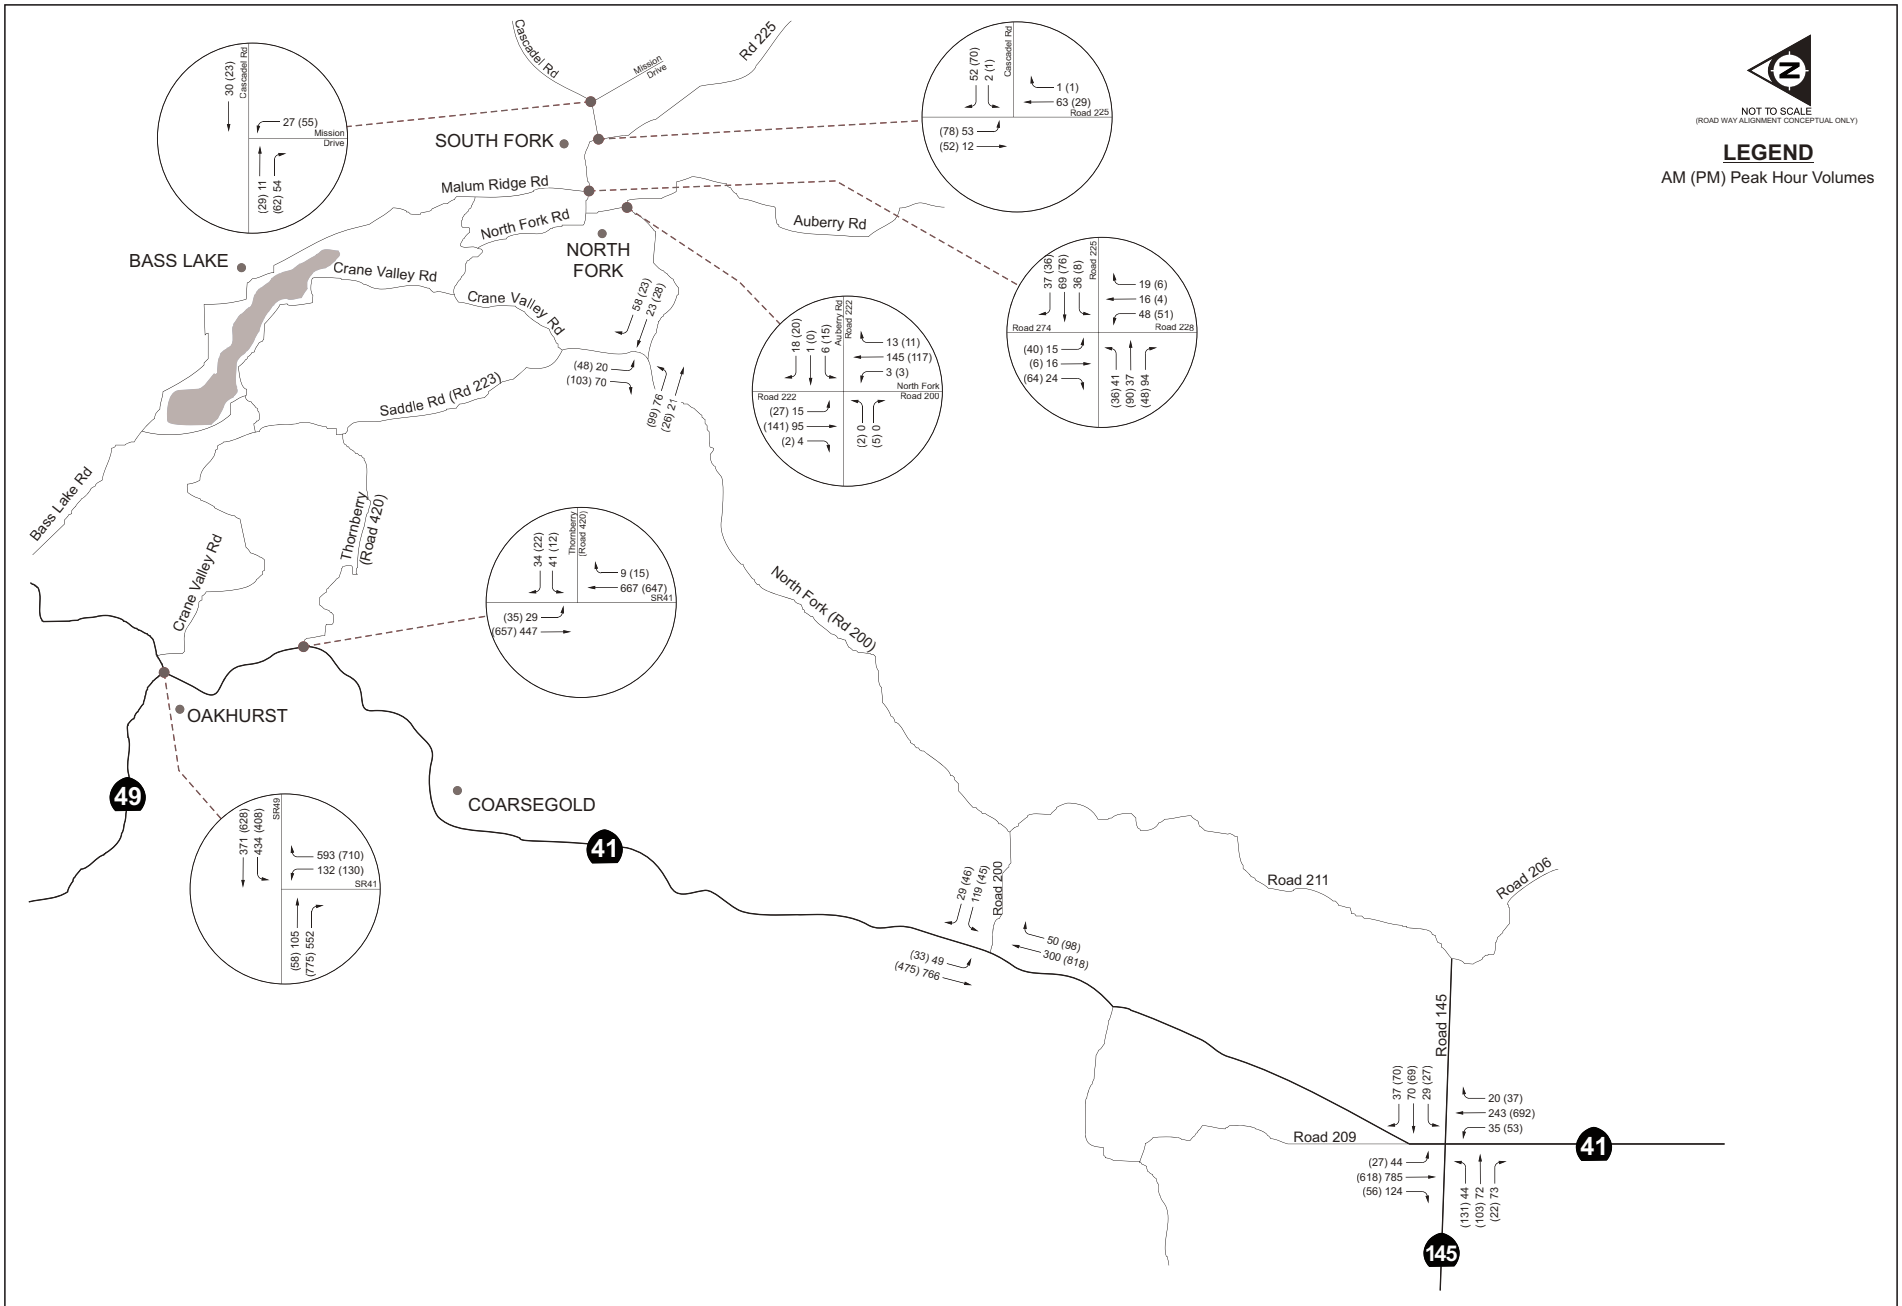 Cascadel Rd
Mission
Drive
Rd 225
NOT TO SCALE
(ROAD WAY ALIGNMENT CONCEPTUAL ONLY)
LEGEND
AM (PM) Peak Hour Volumes
N
30 (23)
Cascadel Rd
27 (55)
Mission
Drive
(29) 11
(62) 54
52 (70)
2 (1)
Cascadel Rd
1 (1)
63 (29)
Road 225
(78) 53
(52) 12
SOUTH FORK
Malum Ridge Rd
North Fork Rd
NORTH
FORK
Auberry Rd
BASS LAKE
Crane Valley Rd
Crane Valley Rd
58 (23)
23 (28)
(48) 20
(103) 70
(99) 76
(26) 21
37 (36)
69 (76)
36 (8)
Road 225
19 (6)
16 (4)
48 (51)
Road 274
Road 228
(40) 15
(6) 16
(64) 24
(36) 41
(90) 37
(48) 94
18 (20)
1 (0)
6 (15)
Auberry Rd
Road 222
13 (11)
145 (117)
3 (3)
North Fork
Road 200
Road 222
(27) 15
(141) 95
(2) 4
(2) 0
(5) 0
Saddle Rd (Rd 223)
Bass Lake Rd
Thornberry
(Road 420)
Crane Valley Rd
34 (22)
41 (12)
Thornberry
(Road 420)
9 (15)
667 (647)
SR41
(35) 29
(657) 447
North Fork (Rd 200)
OAKHURST
49
COARSEGOLD
41
371 (628)
434 (408)
SR49
593 (710)
132 (130)
SR41
(58) 105
(775) 552
29 (46)
119 (45)
Road 200
50 (98)
300 (818)
(33) 49
(475) 766
Road 211
Road 206
Road 145
37 (70)
70 (69)
29 (27)
20 (37)
243 (692)
35 (53)
Road 209
41
(27) 44
(618) 785
(56) 124
(131) 44
(103) 72
(22) 73
145